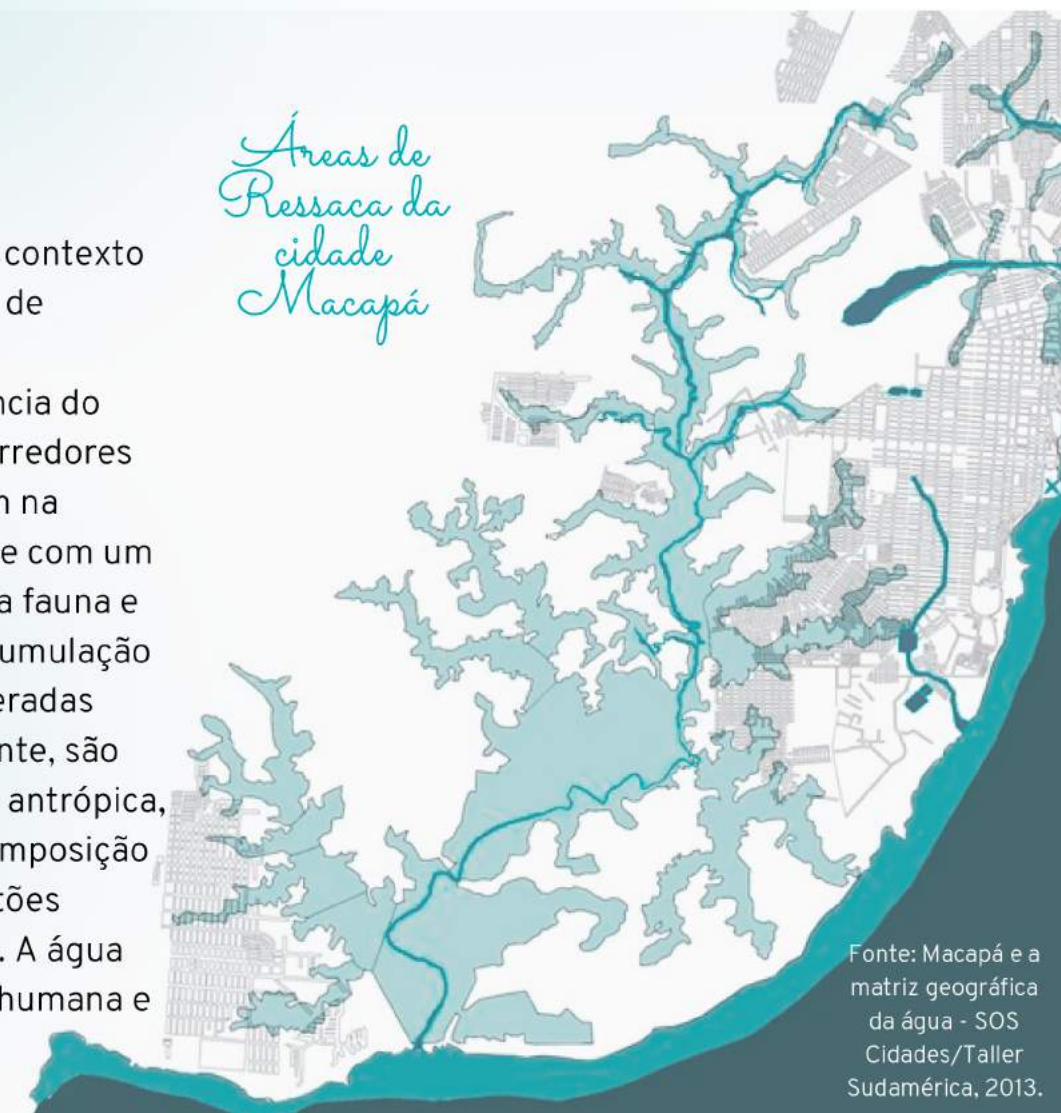 Áreas de
Ressaca da
cidade
Macapá
contexto
de
ncia do
rredores
n na
e com um
a fauna e
umulação
eradas
nte, são
antrópica,
mposição
tões
. A água
humana e
Fonte: Macapá e a
matriz geográfica
da água - SOS
Cidades/Taller
Sudamérica, 2013.